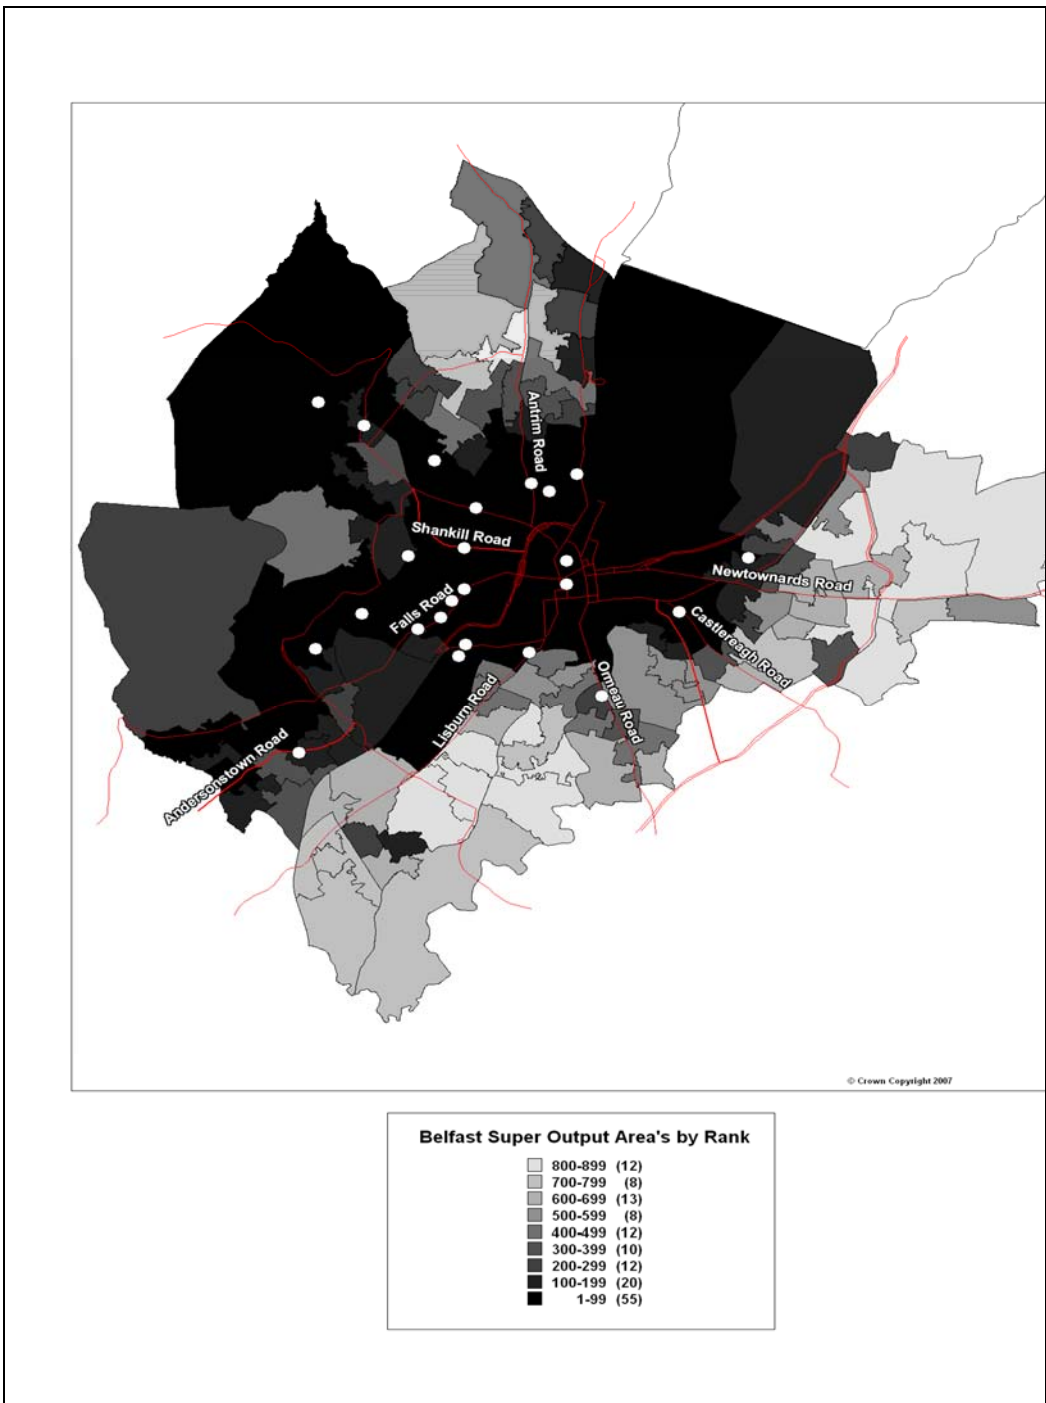 Antrim Road
Shankill Road
Falls Road
Newtownards Road
Castlereagh Road
Ormeau Road
Lisburn Road
Andersonstown Road
© Crown Copyright 2007
Belfast Super Output Area's by Rank
800-899 (12)
700-799 (8)
600-699 (13)
500-599 (8)
400-499 (12)
300-399 (10)
200-299 (12)
100-199 (20)
1-99 (55)